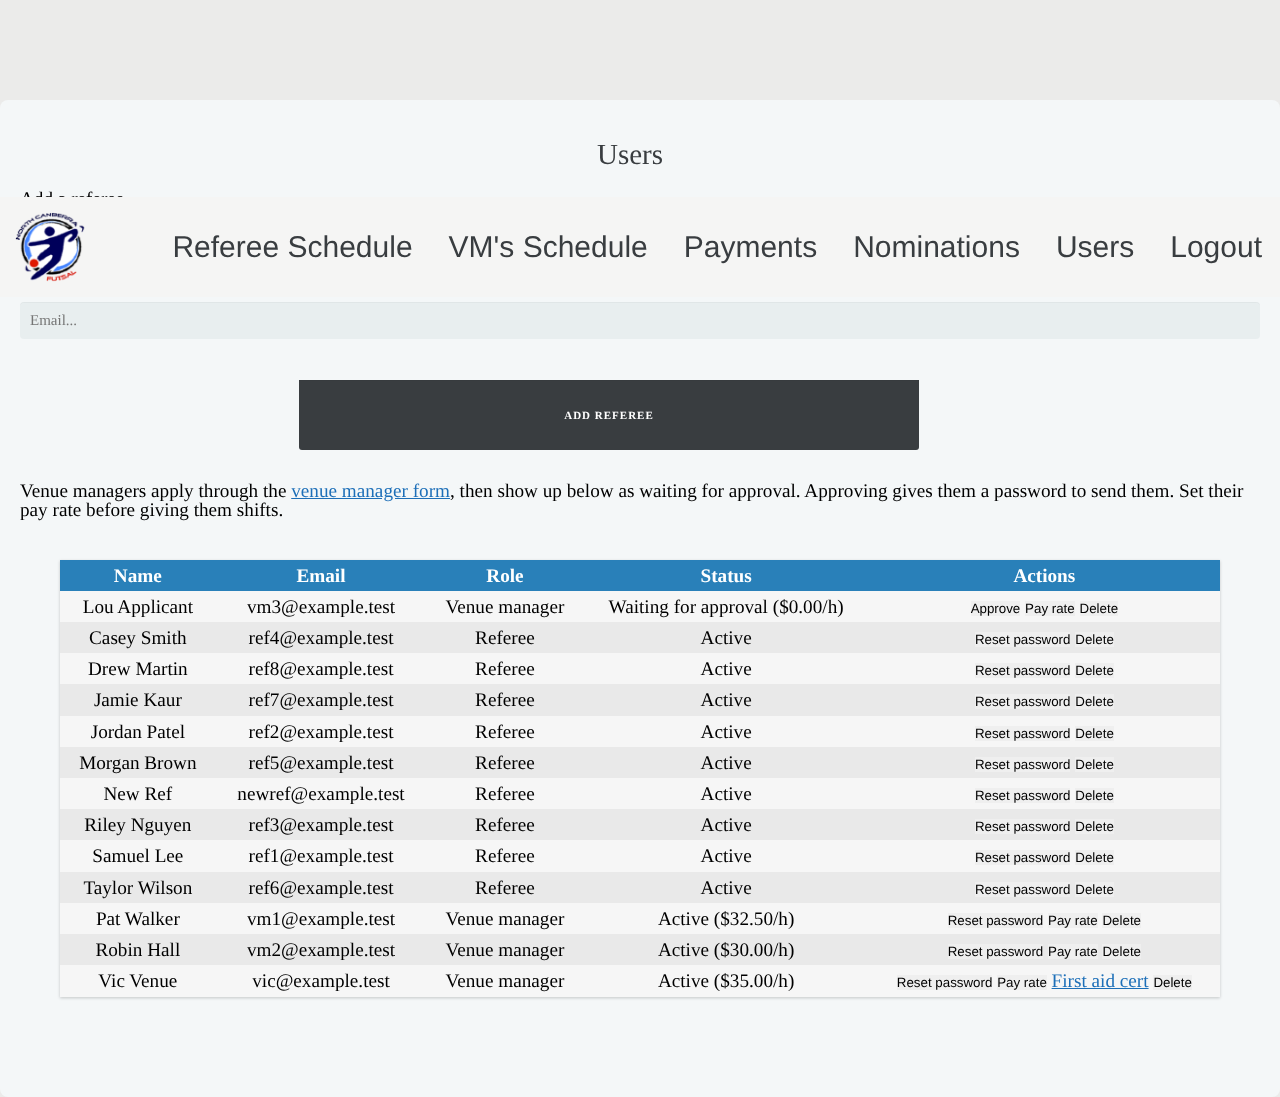 Users
Add a referee
NORTH CANBERRA
FUTSAL
Referee Schedule VM's Schedule Payments Nominations Users Logout
Email...
ADD REFEREE
Venue managers apply through the venue manager form, then show up below as waiting for approval. Approving gives them a password to send them. Set their
pay rate before giving them shifts.
Name Email Role Status Actions
Lou Applicant vm3@example.test Venue manager Waiting for approval ($0.00/h) Approve Pay rate Delete
Casey Smith ref4@example.test Referee Active Reset password Delete
Drew Martin ref8@example.test Referee Active Reset password Delete
Jamie Kaur ref7@example.test Referee Active Reset password Delete
Jordan Patel ref2@example.test Referee Active Reset password Delete
Morgan Brown ref5@example.test Referee Active Reset password Delete
New Ref newref@example.test Referee Active Reset password Delete
Riley Nguyen ref3@example.test Referee Active Reset password Delete
Samuel Lee ref1@example.test Referee Active Reset password Delete
Taylor Wilson ref6@example.test Referee Active Reset password Delete
Pat Walker vm1@example.test Venue manager Active ($32.50/h) Reset password Pay rate Delete
Robin Hall vm2@example.test Venue manager Active ($30.00/h) Reset password Pay rate Delete
Vic Venue vic@example.test Venue manager Active ($35.00/h) Reset password Pay rate First aid cert Delete